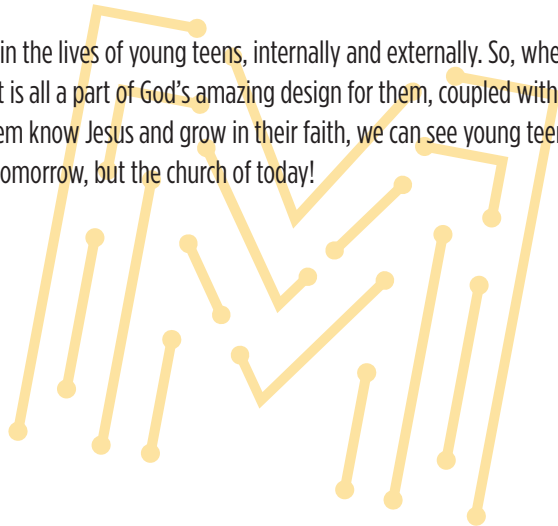 in the lives of young teens, internally and externally. So, whe
t is all a part of God’s amazing design for them, coupled with
em know Jesus and grow in their faith, we can see young teen
omorrow, but the church of today!